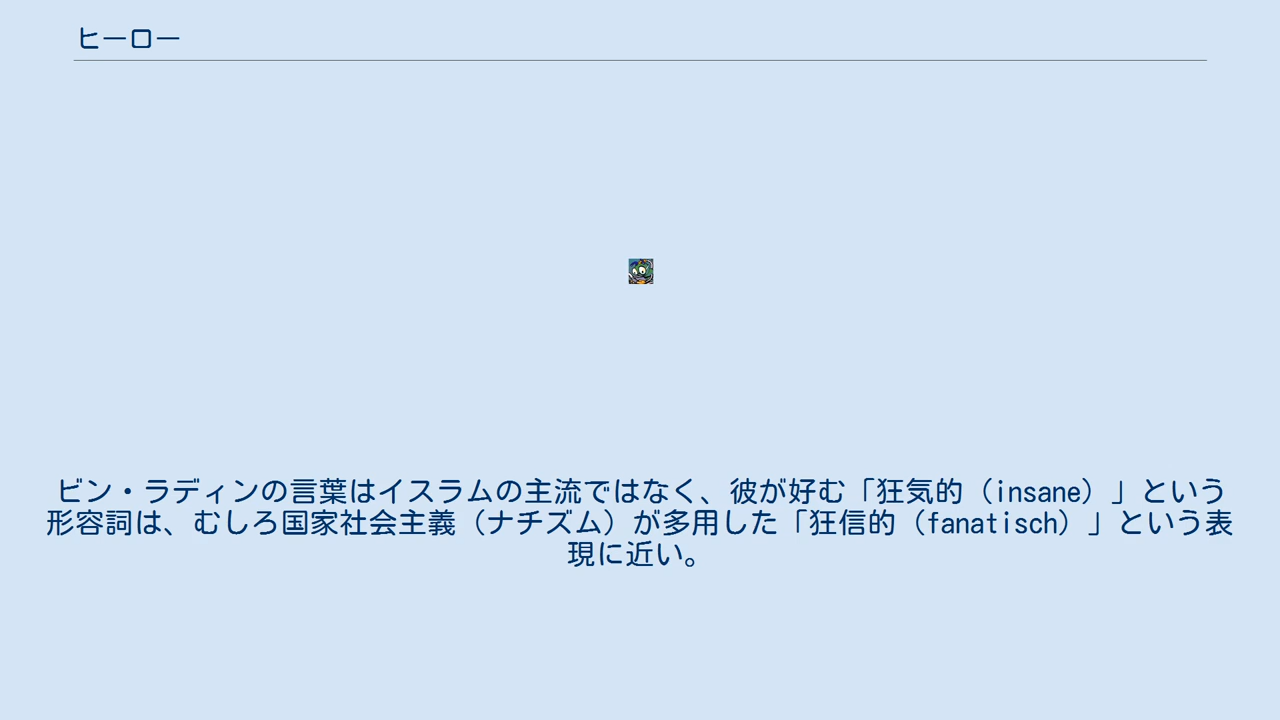 ヒーロー
ビン・ラディンの言葉はイスラムの主流ではなく、彼が好む「狂気的（insane）」という
形容詞は、むしろ国家社会主義（ナチズム）が多用した「狂信的（fanatisch）」という表
現に近い。